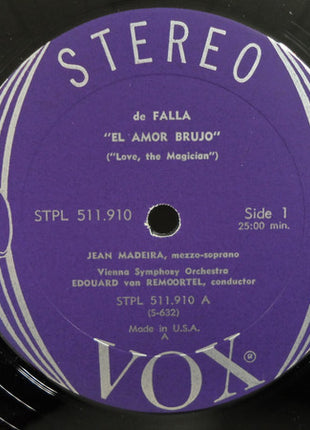 STEREO
de FALLA
"EL AMOR BRUJO"
("Love, the Magician")
STPL 511.910 Side 1
25:00 min.
JEAN MADEIRA, mezzo-soprano
Vienna Symphony Orchestra
EDOUARD van REMOORTEL, conductor
STPL 511.910 A
(S-632)
Made in U.S.A.
A
VOX®